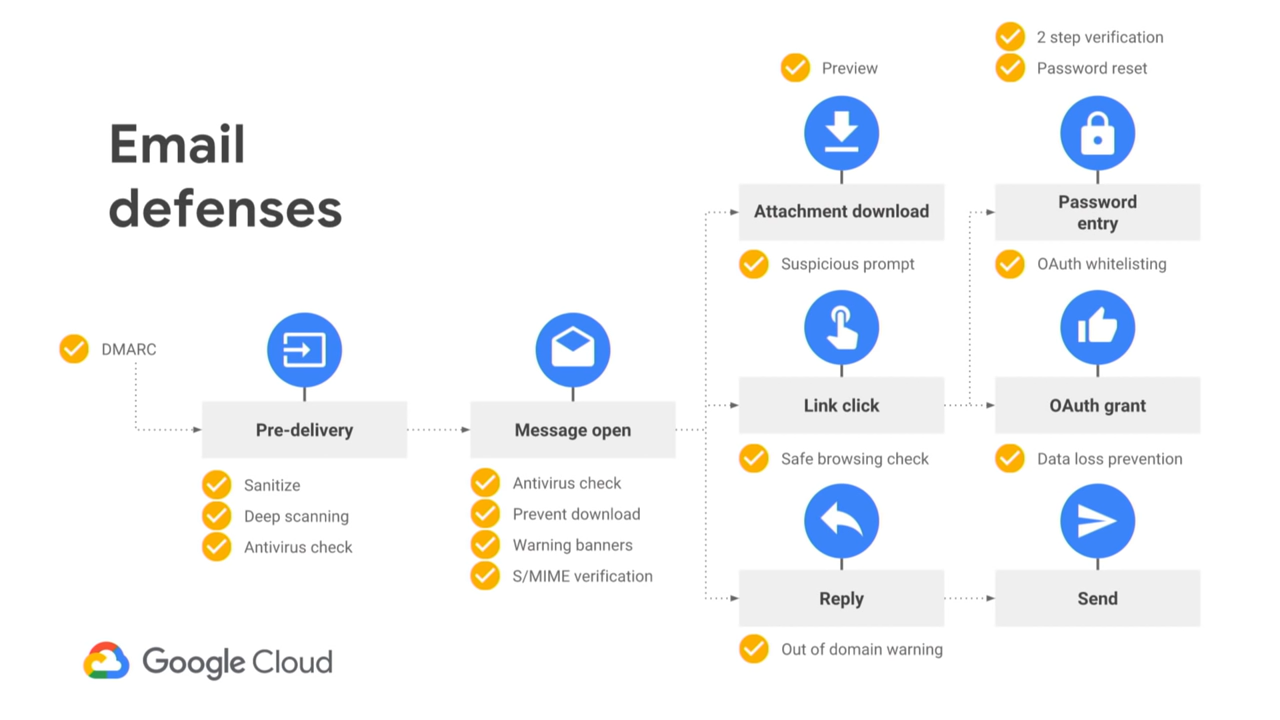 Email
defenses
DMARC
Pre-delivery
Sanitize
Deep scanning
Antivirus check
Message open
Antivirus check
Prevent download
Warning banners
S/MIME verification
Preview
Attachment download
Suspicious prompt
Link click
Safe browsing check
Reply
Out of domain warning
2 step verification
Password reset
Password
entry
OAuth whitelisting
OAuth grant
Data loss prevention
Send
Google Cloud